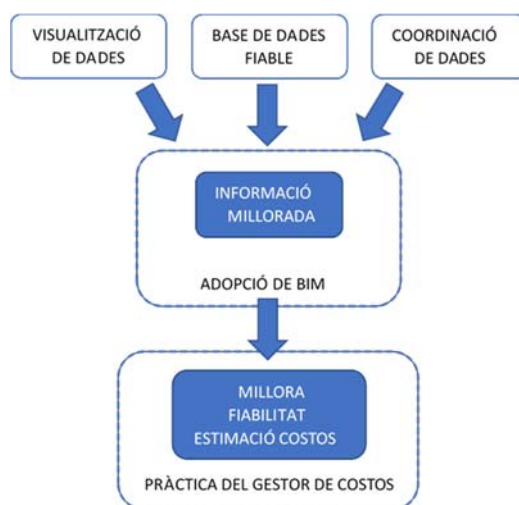 VISUALITZACIÓ
DE DADES
BASE DE DADES
FIABLE
COORDINACIÓ
DE DADES
INFORMACIÓ
MILLORADA
ADOPCIÓ DE BIM
MILLORA
FIABILITAT
ESTIMACIÓ COSTOS
PRÀCTICA DEL GESTOR DE COSTOS